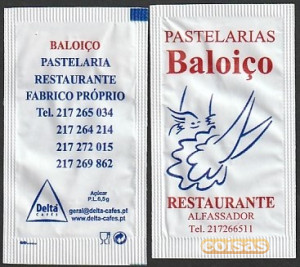 BALOIÇO
PASTELARIA
RESTAURANTE
FABRICO PRÓPRIO
Tel. 217 265 034
217 264 214
217 272 015
217 269 862
Delta
Cafés
Açúcar
P.L.6,5g
geral@delta-cafes.pt
www.delta-cafes.pt
PASTELARIAS
Baloiço
RESTAURANTE
ALFASSADOR
Tel. 217266511
coisas